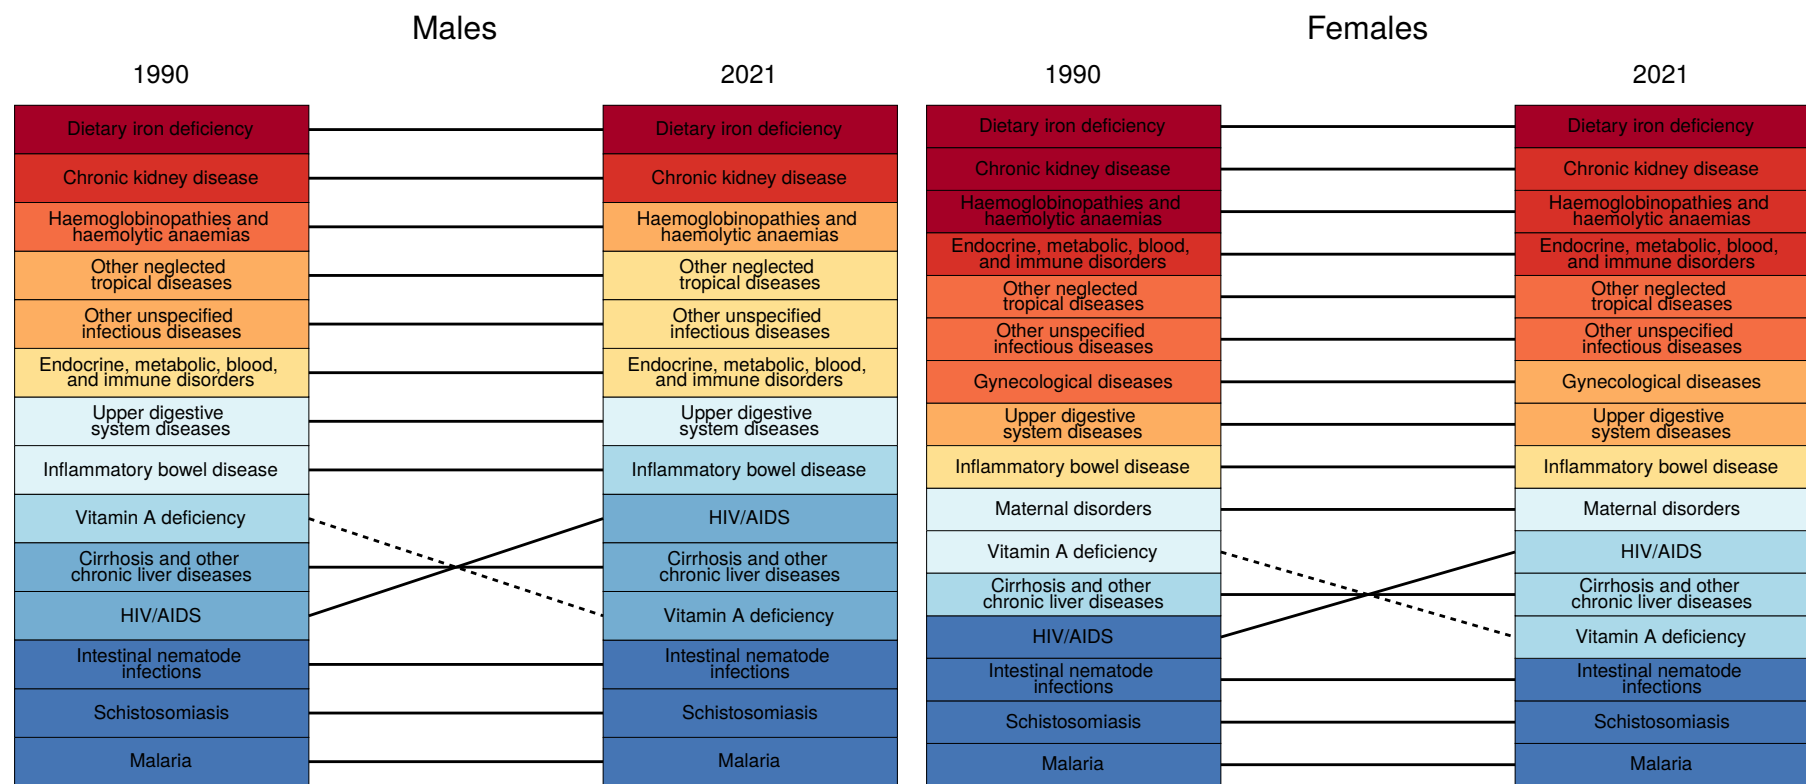 Males
1990
2021
Dietary iron deficiency
Chronic kidney disease
Haemoglobinopathies and
haemolytic anaemias
Other neglected
tropical diseases
Other unspecified
infectious diseases
Endocrine, metabolic, blood,
and immune disorders
Upper digestive
system diseases
Inflammatory bowel disease
Vitamin A deficiency
Cirrhosis and other
chronic liver diseases
HIV/AIDS
Intestinal nematode
infections
Schistosomiasis
Malaria
Dietary iron deficiency
Chronic kidney disease
Haemoglobinopathies and
haemolytic anaemias
Other neglected
tropical diseases
Other unspecified
infectious diseases
Endocrine, metabolic, blood,
and immune disorders
Upper digestive
system diseases
Inflammatory bowel disease
HIV/AIDS
Cirrhosis and other
chronic liver diseases
Vitamin A deficiency
Intestinal nematode
infections
Schistosomiasis
Malaria
Females
1990
2021
Dietary iron deficiency
Chronic kidney disease
Haemoglobinopathies and
haemolytic anaemias
Endocrine, metabolic, blood,
and immune disorders
Other neglected
tropical diseases
Other unspecified
infectious diseases
Gynecological diseases
Upper digestive
system diseases
Inflammatory bowel disease
Maternal disorders
Vitamin A deficiency
Cirrhosis and other
chronic liver diseases
HIV/AIDS
Intestinal nematode
infections
Schistosomiasis
Malaria
Dietary iron deficiency
Chronic kidney disease
Haemoglobinopathies and
haemolytic anaemias
Endocrine, metabolic, blood,
and immune disorders
Other neglected
tropical diseases
Other unspecified
infectious diseases
Gynecological diseases
Upper digestive
system diseases
Inflammatory bowel disease
Maternal disorders
HIV/AIDS
Cirrhosis and other
chronic liver diseases
Vitamin A deficiency
Intestinal nematode
infections
Schistosomiasis
Malaria